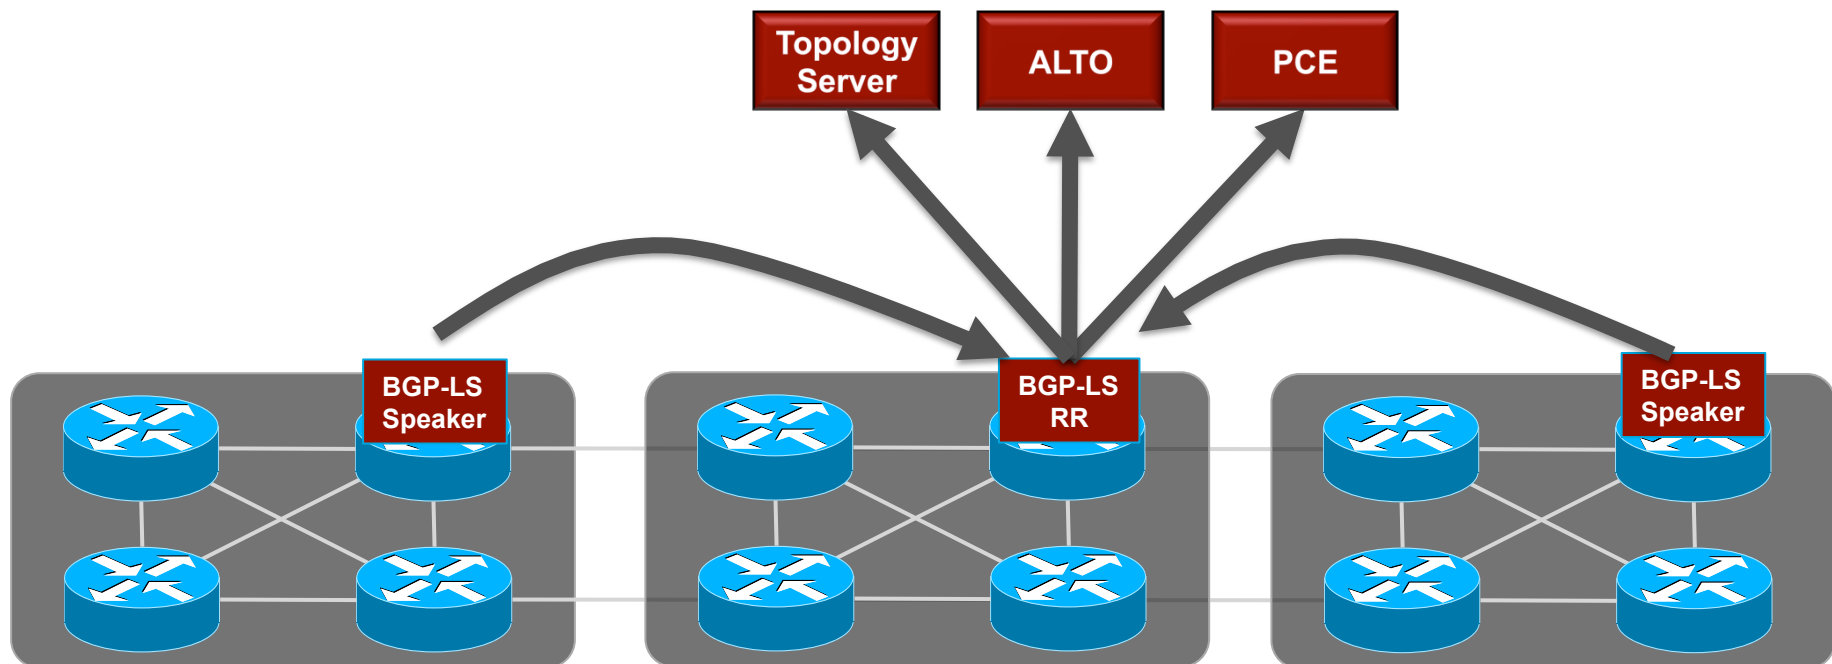 Topology
Server
ALTO
PCE
BGP-LS
Speaker
BGP-LS
RR
BGP-LS
Speaker